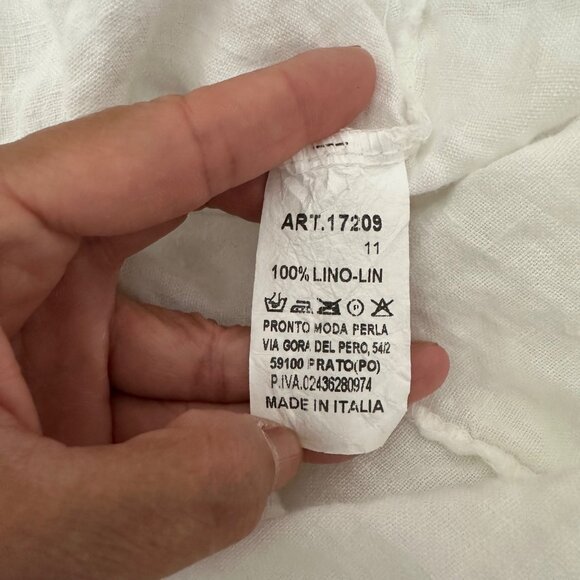 ART.17209
11
100% LINO-LIN
PRONTO MODA PERLA
VIA GORA DEL PERO, 54/2
59100 PRATO(PO)
P.IVA.02436280974
MADE IN ITALIA